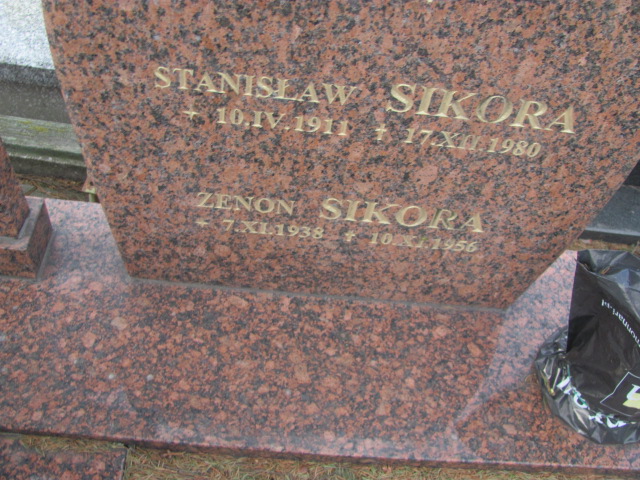 STANISŁAW SIKORA
+ 10.IV.1911 ‡ 17.XII.1980
ZENON SIKORA
+ 7.XI.1938 ‡ 10.XI.1956